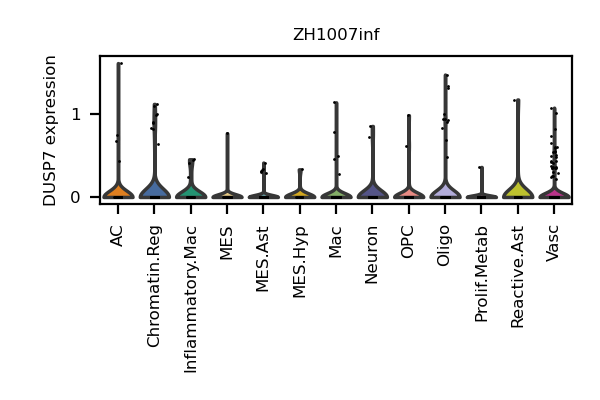 ZH1007inf
DUSP7 expression
1
0
AC
Chromatin.Reg
Inflammatory.Mac
MES
MES.Ast
MES.Hyp
Mac
Neuron
OPC
Oligo
Prolif.Metab
Reactive.Ast
Vasc